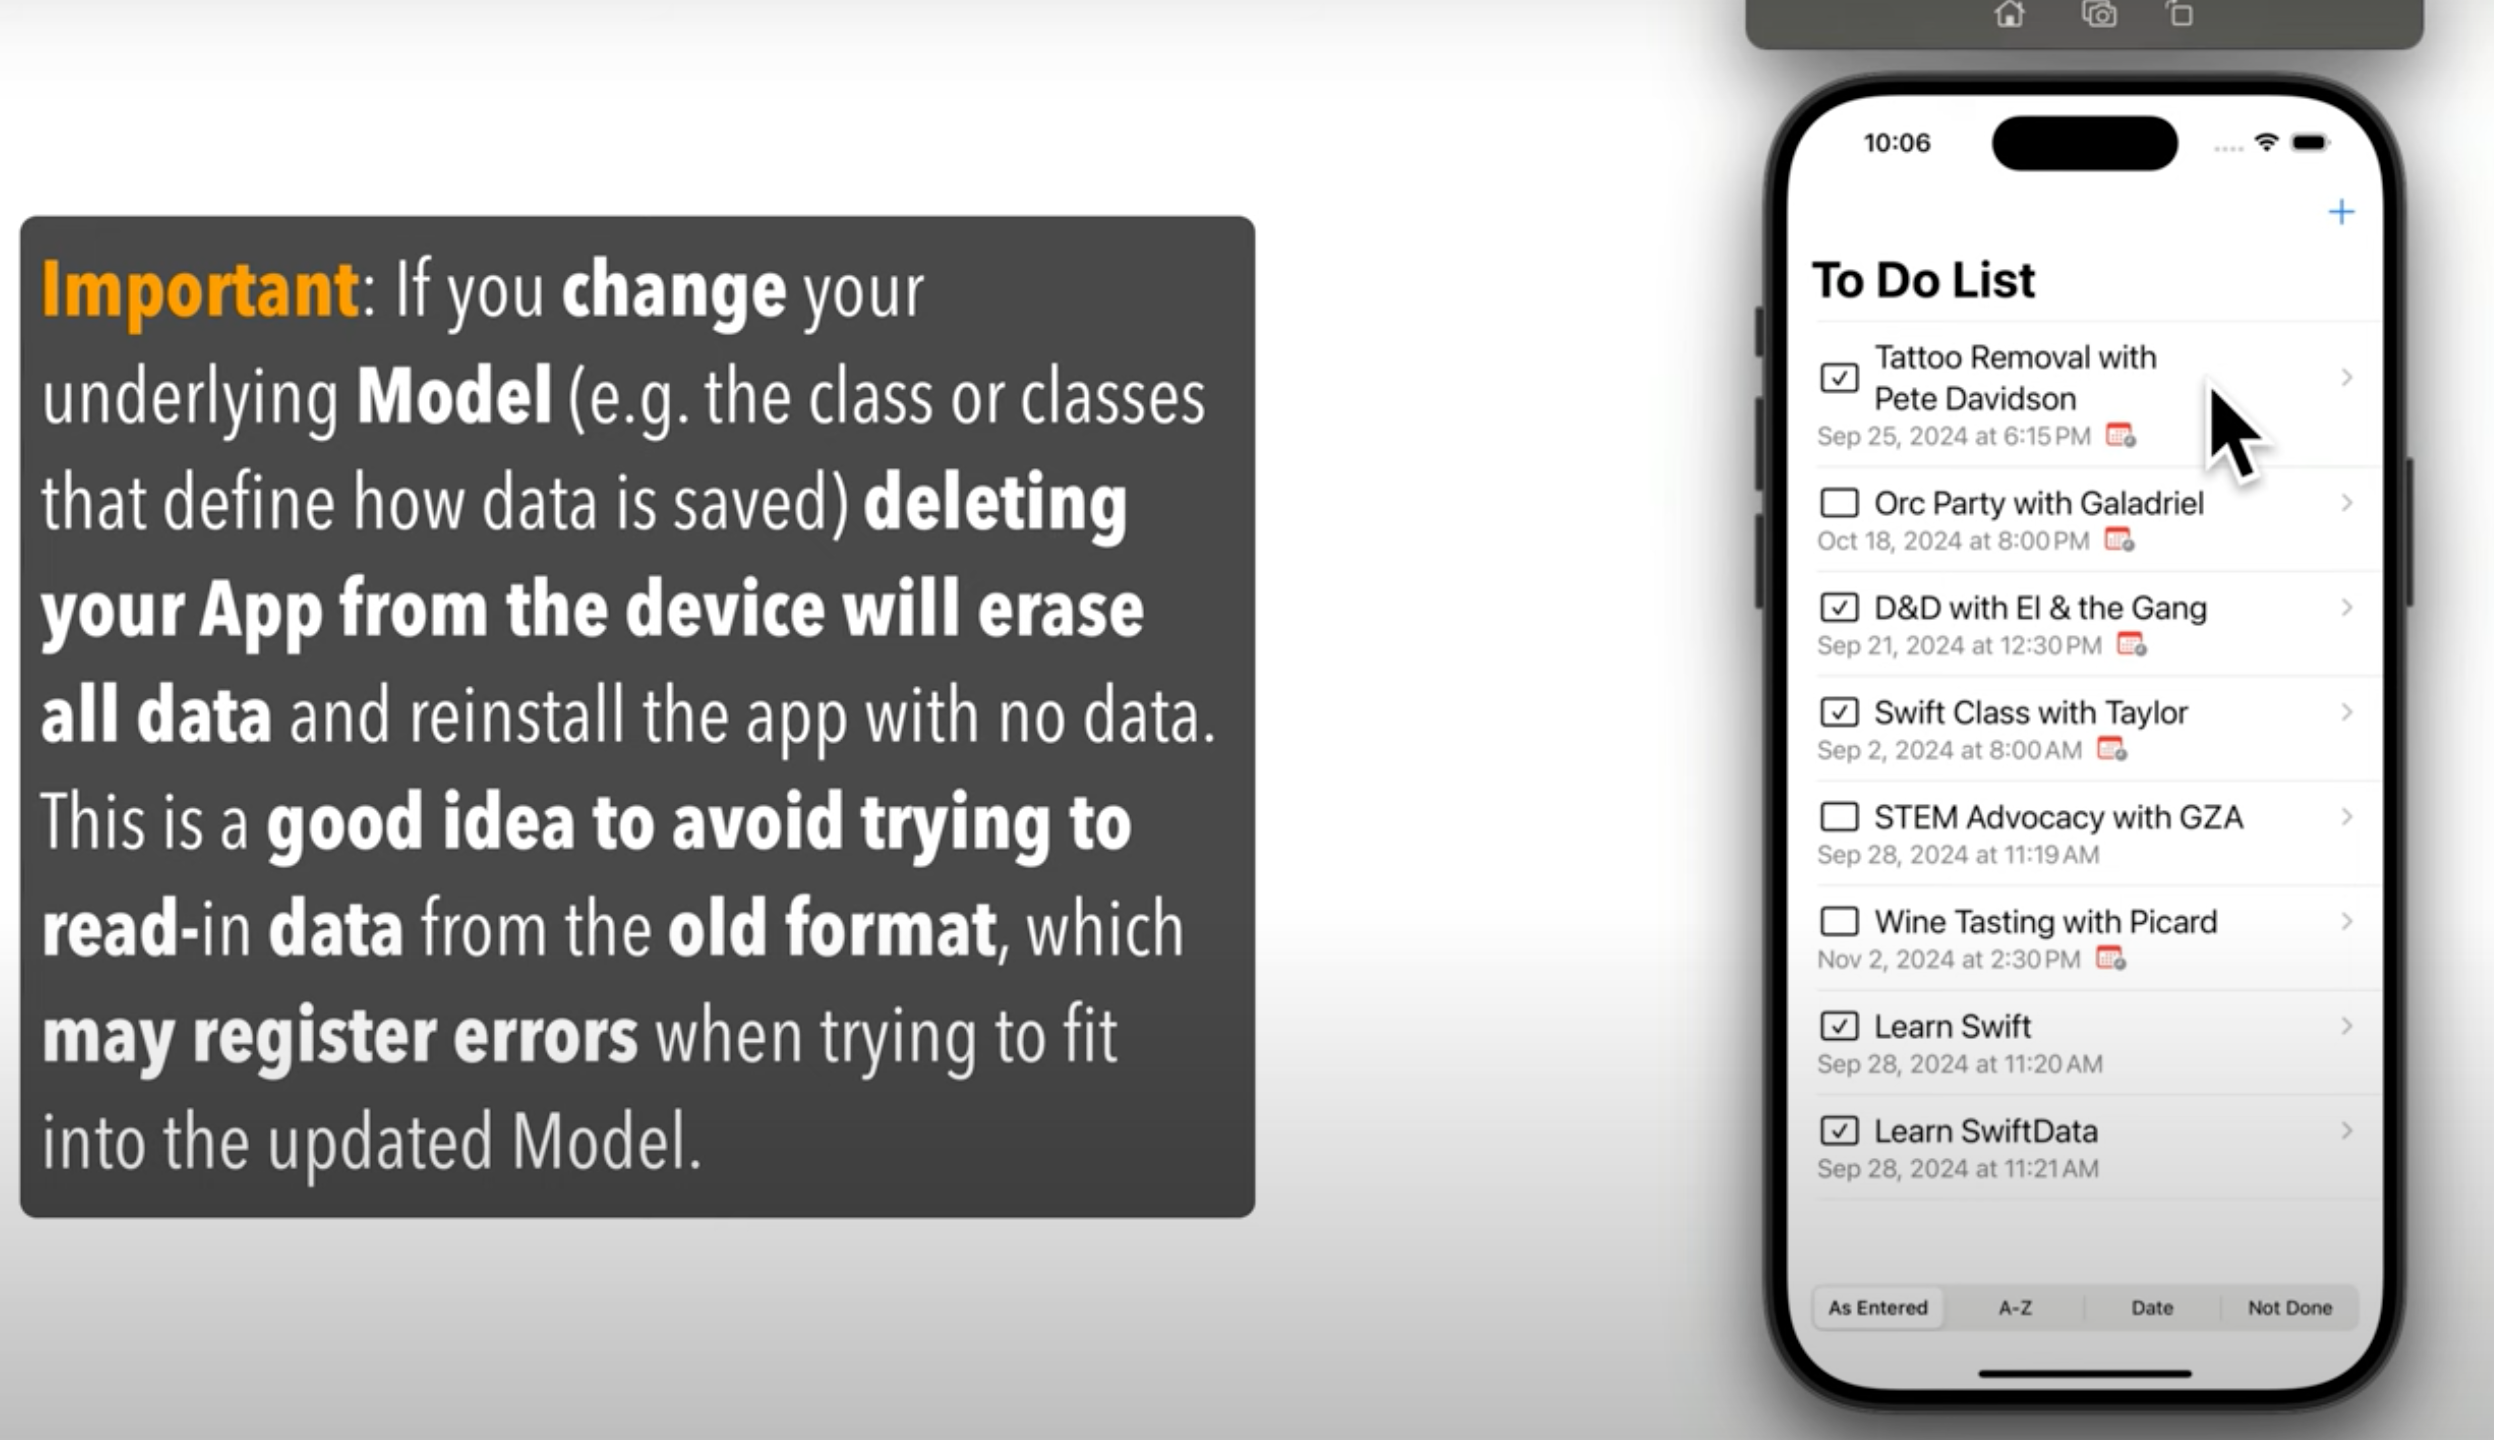 Important: If you change your
underlying Model (e.g. the class or classes
that define how data is saved) deleting
your App from the device will erase
all data and reinstall the app with no data.
This is a good idea to avoid trying to
read-in data from the old format, which
may register errors when trying to fit
into the updated Model.
10:06
To Do List
Tattoo Removal with
Pete Davidson
Sep 25, 2024 at 6:15 PM
Orc Party with Galadriel
Oct 18, 2024 at 8:00 PM
D&D with El & the Gang
Sep 21, 2024 at 12:30 PM
Swift Class with Taylor
Sep 2, 2024 at 8:00 AM
STEM Advocacy with GZA
Sep 28, 2024 at 11:19 AM
Wine Tasting with Picard
Nov 2, 2024 at 2:30 PM
Learn Swift
Sep 28, 2024 at 11:20 AM
Learn SwiftData
Sep 28, 2024 at 11:21 AM
As Entered A-Z Date Not Done